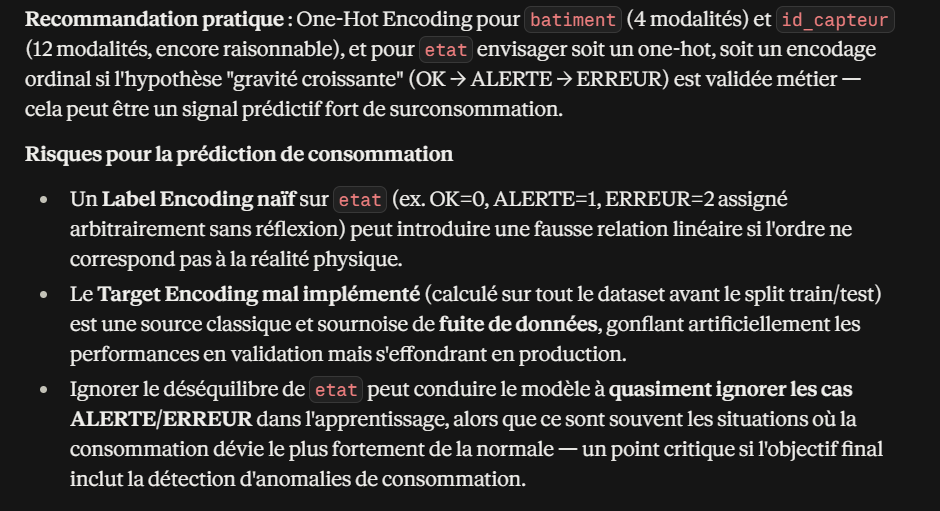 Recommandation pratique : One-Hot Encoding pour batiment (4 modalités) et id_capteur
(12 modalités, encore raisonnable), et pour etat envisager soit un one-hot, soit un encodage
ordinal si l'hypothèse "gravité croissante" (OK → ALERTE → ERREUR) est validée métier —
cela peut être un signal prédictif fort de surconsommation.
Risques pour la prédiction de consommation
• Un Label Encoding naïf sur etat (ex. OK=0, ALERTE=1, ERREUR=2 assigné
arbitrairement sans réflexion) peut introduire une fausse relation linéaire si l'ordre ne
correspond pas à la réalité physique.
• Le Target Encoding mal implémenté (calculé sur tout le dataset avant le split train/test)
est une source classique et sournoise de fuite de données, gonflant artificiellement les
performances en validation mais s'effondrant en production.
• Ignorer le déséquilibre de etat peut conduire le modèle à quasiment ignorer les cas
ALERTE/ERREUR dans l'apprentissage, alors que ce sont souvent les situations où la
consommation dévie le plus fortement de la normale — un point critique si l'objectif final
inclut la détection d'anomalies de consommation.